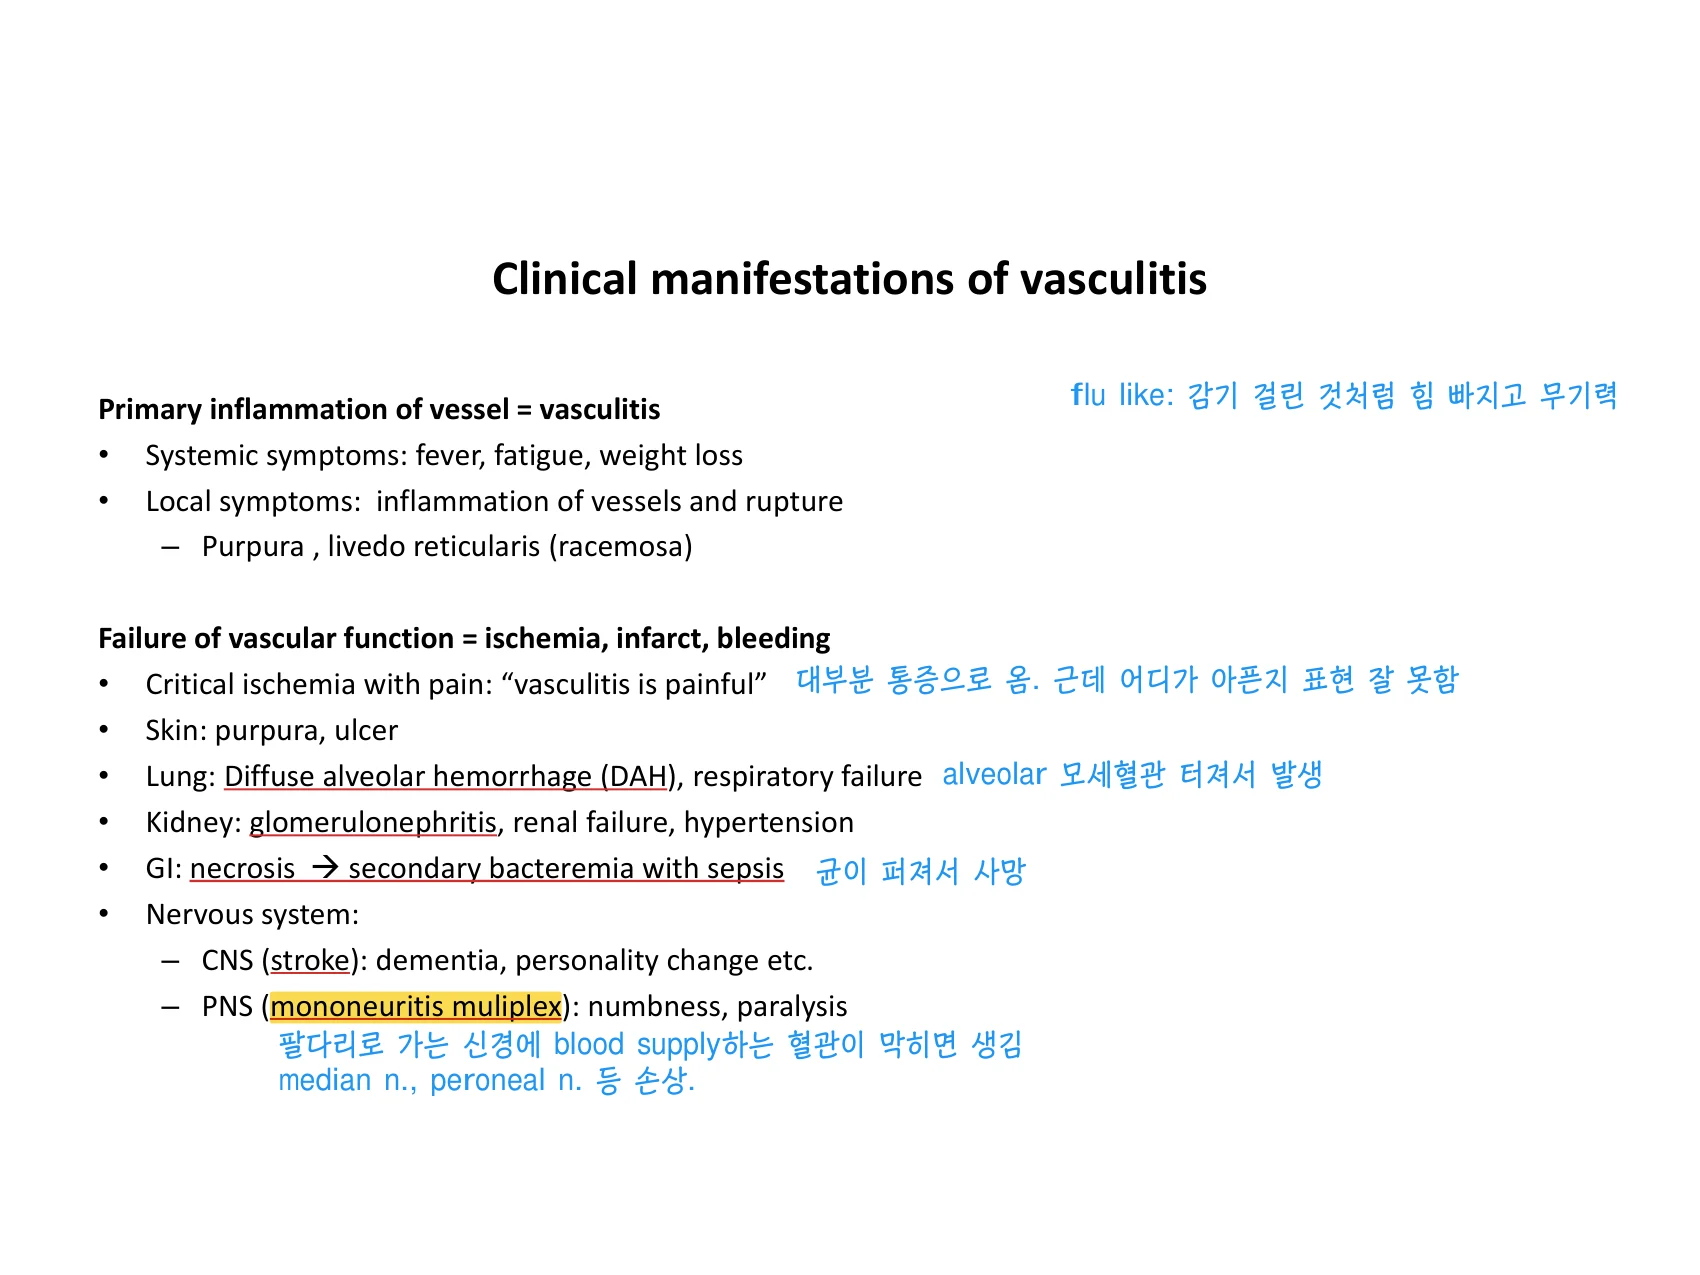 Clinical manifestations of vasculitis
flu like: 감기 걸린 것처럼 힘 빠지고 무기력
Primary inflammation of vessel = vasculitis
• Systemic symptoms: fever, fatigue, weight loss
• Local symptoms:  inflammation of vessels and rupture
– Purpura , livedo reticularis (racemosa)
Failure of vascular function = ischemia, infarct, bleeding
• Critical ischemia with pain: “vasculitis is painful” 대부분 통증으로 옴. 근데 어디가 아픈지 표현 잘 못함
• Skin: purpura, ulcer
• Lung: Diffuse alveolar hemorrhage (DAH), respiratory failure alveolar 모세혈관 터져서 발생
• Kidney: glomerulonephritis, renal failure, hypertension
• GI: necrosis → secondary bacteremia with sepsis 균이 퍼져서 사망
• Nervous system:
– CNS (stroke): dementia, personality change etc.
– PNS (mononeuritis muliplex): numbness, paralysis
팔다리로 가는 신경에 blood supply하는 혈관이 막히면 생김
median n., peroneal n. 등 손상.